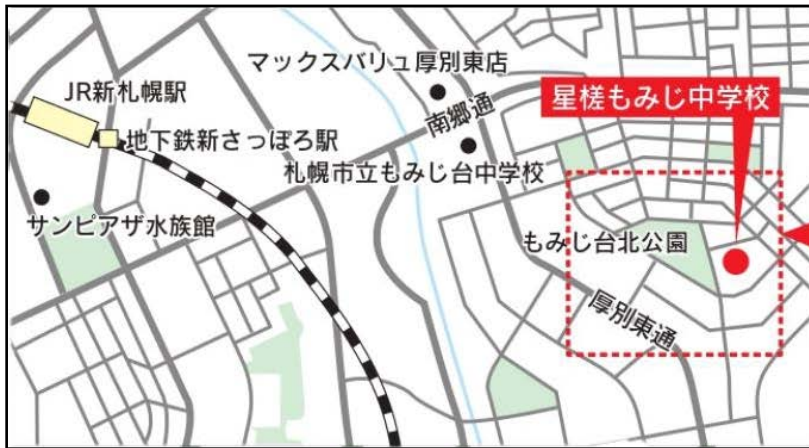 マックスバリュ厚別東店
JR新札幌駅
星槎もみじ中学校
南郷通
地下鉄新さっぽろ駅
札幌市立もみじ台中学校
サンピアザ水族館
もみじ台北公園
厚別東通